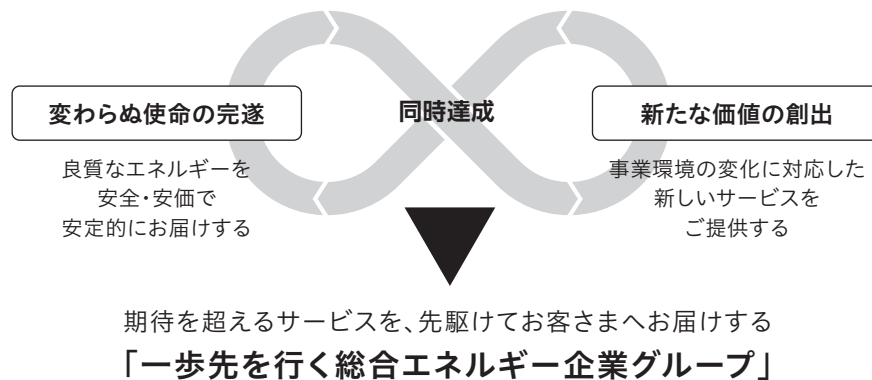 変わらぬ使命の完遂
良質なエネルギーを
安全・安価で
安定的にお届けする
同時達成
新たな価値の創出
事業環境の変化に対応した
新しいサービスを
ご提供する
期待を超えるサービスを、先駆けてお客さまへお届けする
「一歩先を行く総合エネルギー企業グループ」